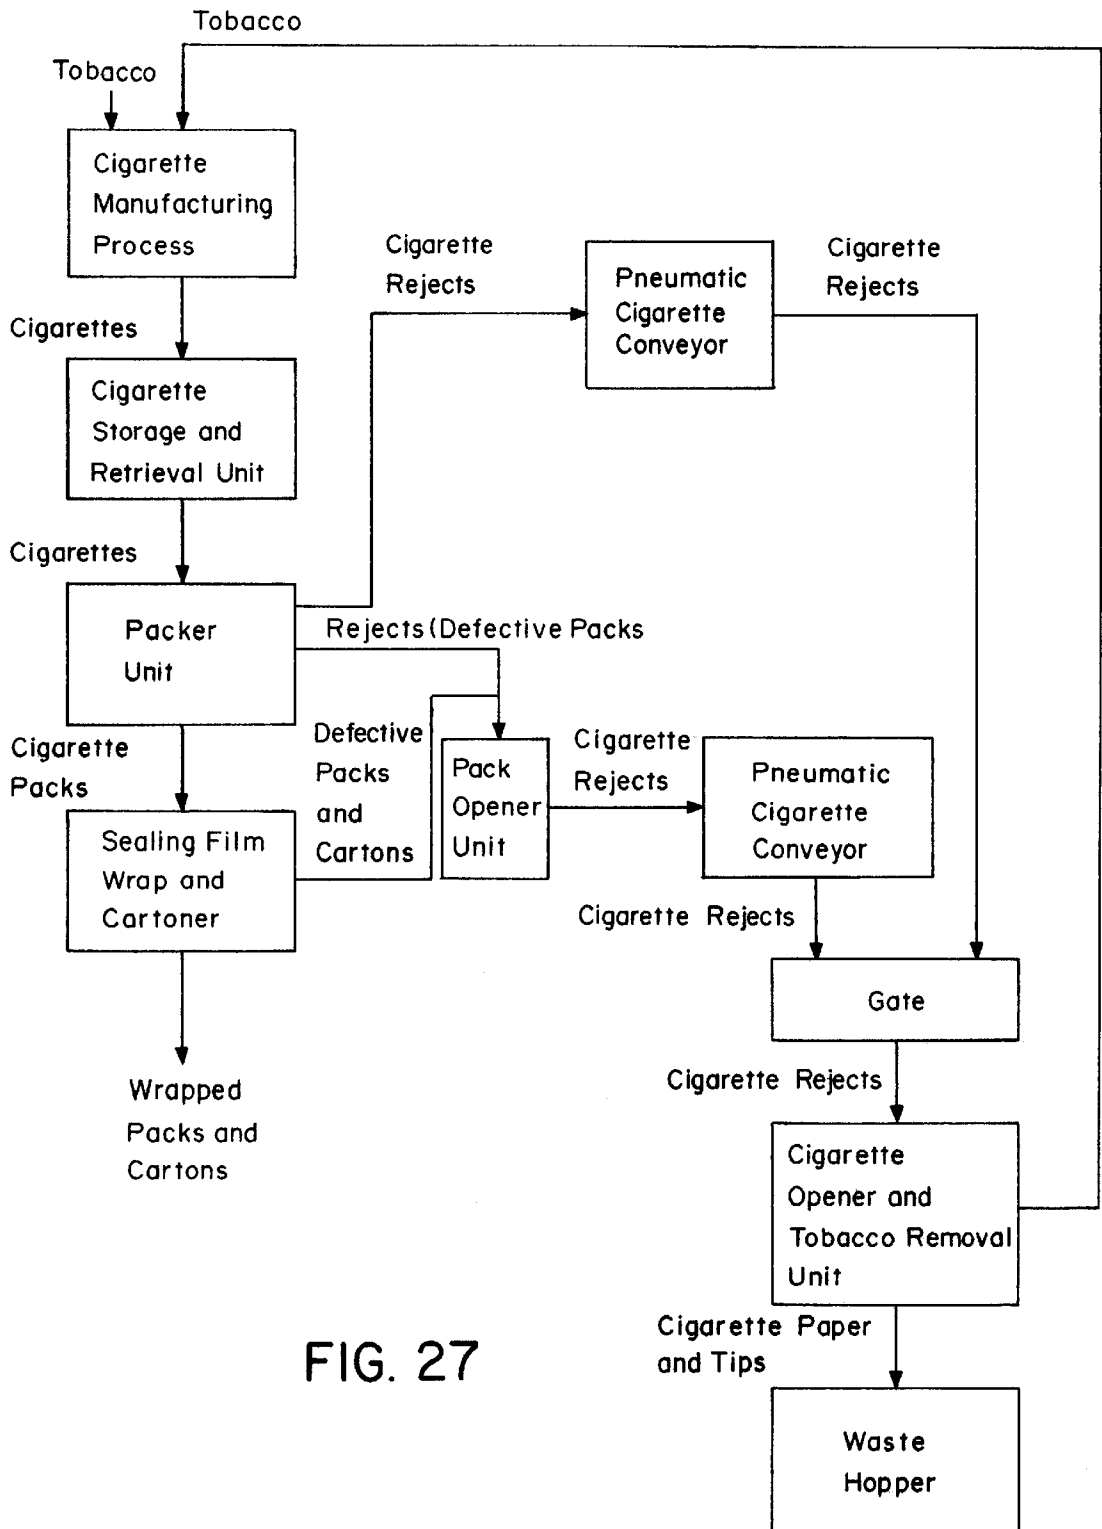 Tobacco
Tobacco
Cigarette
Manufacturing
Process
Cigarettes
Cigarette
Storage and
Retrieval Unit
Cigarettes
Packer
Unit
Cigarette
Packs
Sealing Film
Wrap and
Cartoner
Wrapped
Packs and
Cartons
Cigarette
Rejects
Pneumatic
Cigarette
Conveyor
Cigarette
Rejects
Rejects (Defective Packs
Defective
Packs
and
Cartons
Pack
Opener
Unit
Cigarette
Rejects
Pneumatic
Cigarette
Conveyor
Cigarette Rejects
Gate
Cigarette Rejects
Cigarette
Opener and
Tobacco Removal
Unit
Cigarette Paper
and Tips
Waste
Hopper
FIG. 27